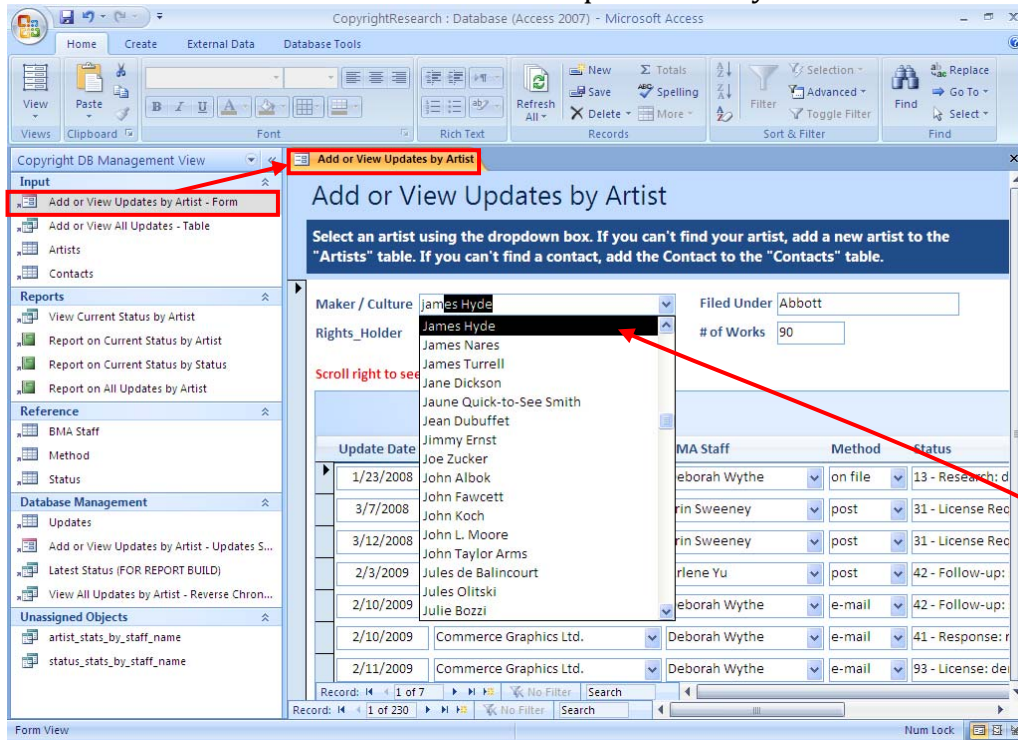 CopyrightResearch : Database (Access 2007) - Microsoft Access
Home Create External Data Database Tools
View Paste B I U Refresh All New Save Delete Σ Totals Spelling More Filter Selection Advanced Toggle Filter Find Replace Go To Select
Views Clipboard Font Rich Text Records Sort & Filter Find
Copyright DB Management View
Input
Add or View Updates by Artist - Form
Add or View All Updates - Table
Artists
Contacts
Reports
View Current Status by Artist
Report on Current Status by Artist
Report on Current Status by Status
Report on All Updates by Artist
Reference
BMA Staff
Method
Status
Database Management
Updates
Add or View Updates by Artist - Updates S...
Latest Status (FOR REPORT BUILD)
View All Updates by Artist - Reverse Chron...
Unassigned Objects
artist_stats_by_staff_name
status_stats_by_staff_name
Add or View Updates by Artist
Add or View Updates by Artist
Select an artist using the dropdown box. If you can't find your artist, add a new artist to the
"Artists" table. If you can't find a contact, add the Contact to the "Contacts" table.
Maker / Culture james Hyde Filed Under Abbott
Rights_Holder # of Works 90
Scroll right to see
James Hyde
James Nares
James Turrell
Jane Dickson
Jaune Quick-to-See Smith
Jean Dubuffet
Jimmy Ernst
Joe Zucker
John Albok
John Fawcett
John Koch
John L. Moore
John Taylor Arms
Jules de Balincourt
Jules Olitski
Julie Bozzi
Update Date MA Staff Method Status
1/23/2008 eborah Wythe on file 13 - Research: d
3/7/2008 rin Sweeney post 31 - License Req
3/12/2008 rin Sweeney post 31 - License Req
2/3/2009 rlene Yu post 42 - Follow-up:
2/10/2009 eborah Wythe e-mail 42 - Follow-up:
2/10/2009 Commerce Graphics Ltd. Deborah Wythe e-mail 41 - Response: r
2/11/2009 Commerce Graphics Ltd. Deborah Wythe e-mail 93 - License: der
Record: 1 of 7 No Filter Search
Record: 1 of 230 No Filter Search
Form View Num Lock